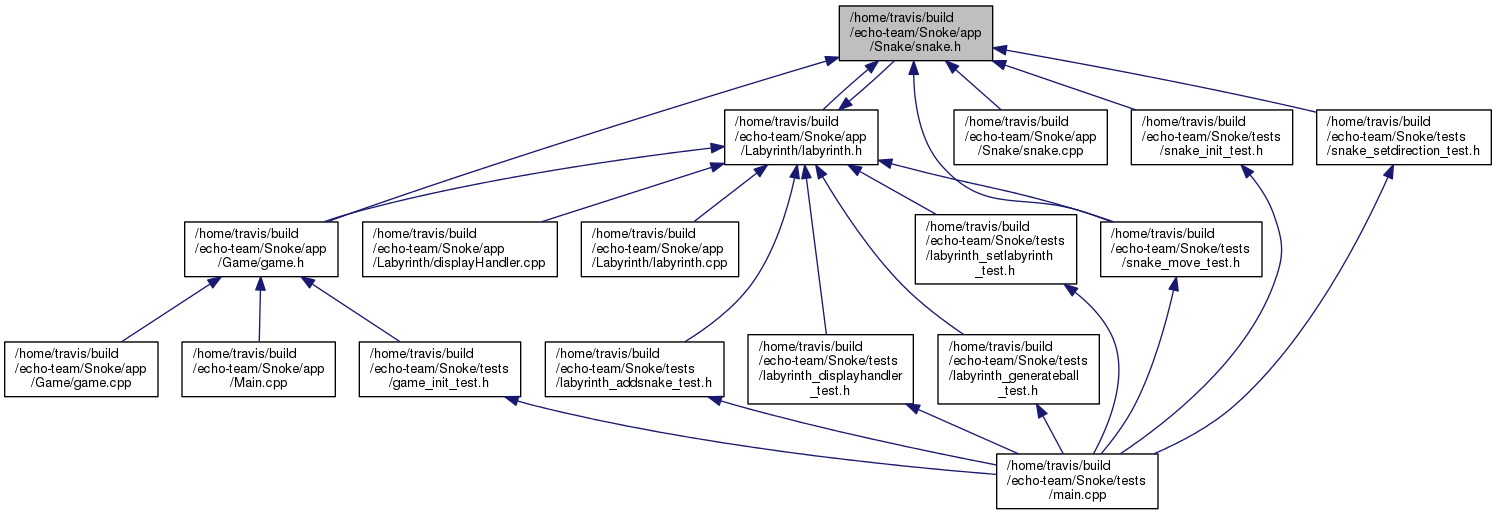 /home/travis/build
/echo-team/Snoke/app
/Snake/snake.h
/home/travis/build
/echo-team/Snoke/app
/Labyrinth/labyrinth.h
/home/travis/build
/echo-team/Snoke/app
/Snake/snake.cpp
/home/travis/build
/echo-team/Snoke/tests
/snake_init_test.h
/home/travis/build
/echo-team/Snoke/tests
/snake_setdirection_test.h
/home/travis/build
/echo-team/Snoke/app
/Game/game.h
/home/travis/build
/echo-team/Snoke/app
/Labyrinth/displayHandler.cpp
/home/travis/build
/echo-team/Snoke/app
/Labyrinth/labyrinth.cpp
/home/travis/build
/echo-team/Snoke/tests
/labyrinth_setlabyrinth
_test.h
/home/travis/build
/echo-team/Snoke/tests
/snake_move_test.h
/home/travis/build
/echo-team/Snoke/app
/Game/game.cpp
/home/travis/build
/echo-team/Snoke/app
/Main.cpp
/home/travis/build
/echo-team/Snoke/tests
/game_init_test.h
/home/travis/build
/echo-team/Snoke/tests
/labyrinth_addsnake_test.h
/home/travis/build
/echo-team/Snoke/tests
/labyrinth_displayhandler
_test.h
/home/travis/build
/echo-team/Snoke/tests
/labyrinth_generateball
_test.h
/home/travis/build
/echo-team/Snoke/tests
/main.cpp